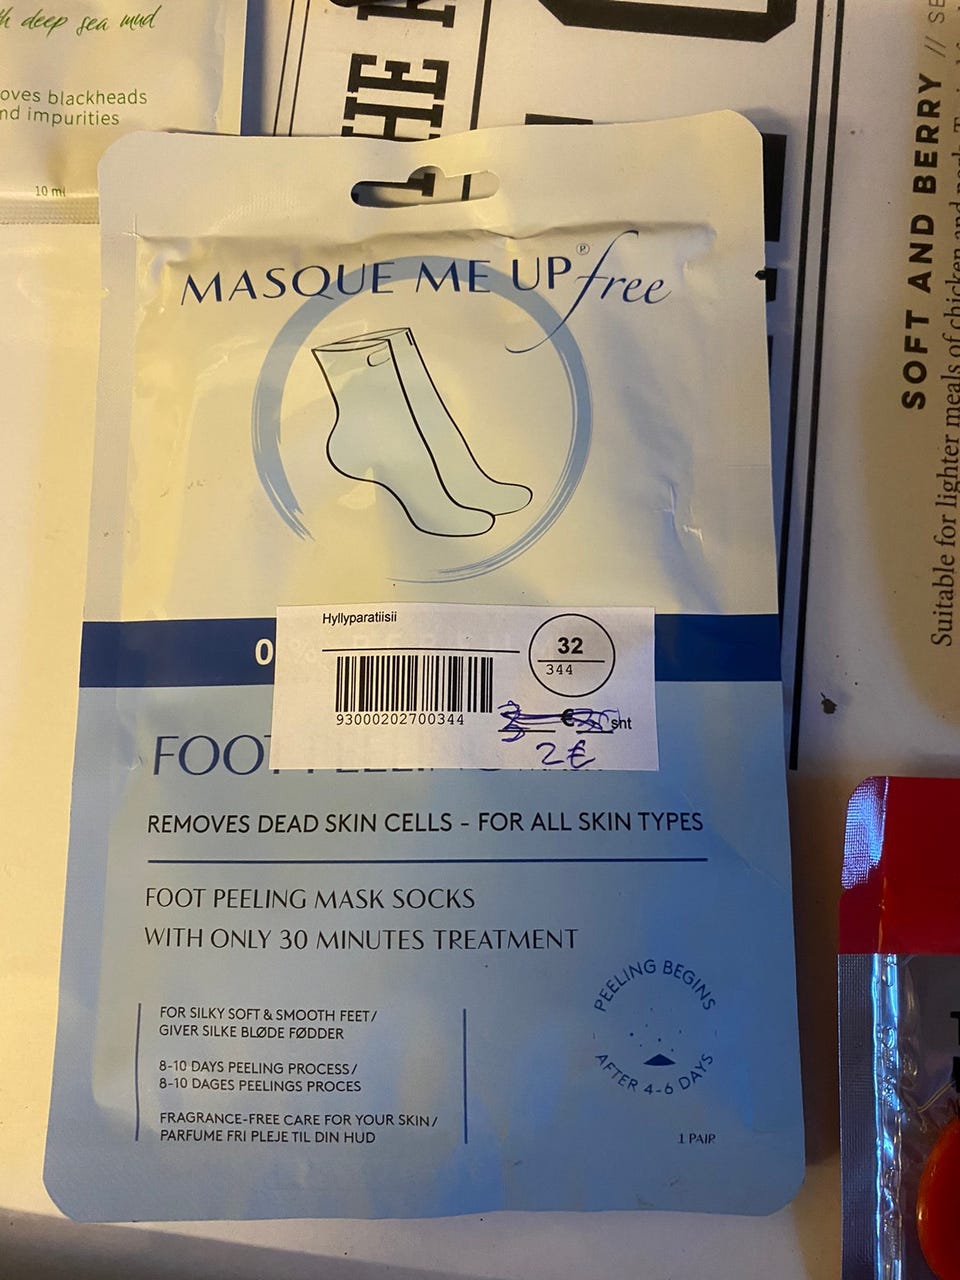 deep sea mud
oves blackheads
nd impurities
10 ml
THE
MASQUE ME UP® free
Hyllyparatiisii
32
344
93000202700344
€
snt
2€
0
FOOT
REMOVES DEAD SKIN CELLS - FOR ALL SKIN TYPES
FOOT PEELING MASK SOCKS
WITH ONLY 30 MINUTES TREATMENT
FOR SILKY SOFT & SMOOTH FEET/
GIVER SILKE BLØDE FØDDER
8-10 DAYS PEELING PROCESS/
8-10 DAGES PEELINGS PROCES
FRAGRANCE-FREE CARE FOR YOUR SKIN/
PARFUME FRI PLEJE TIL DIN HUD
PEELING BEGINS
AFTER 4-6 DAYS
1 PAIR
SOFT AND BERRY // SE
Suitable for lighter meals of chicken and